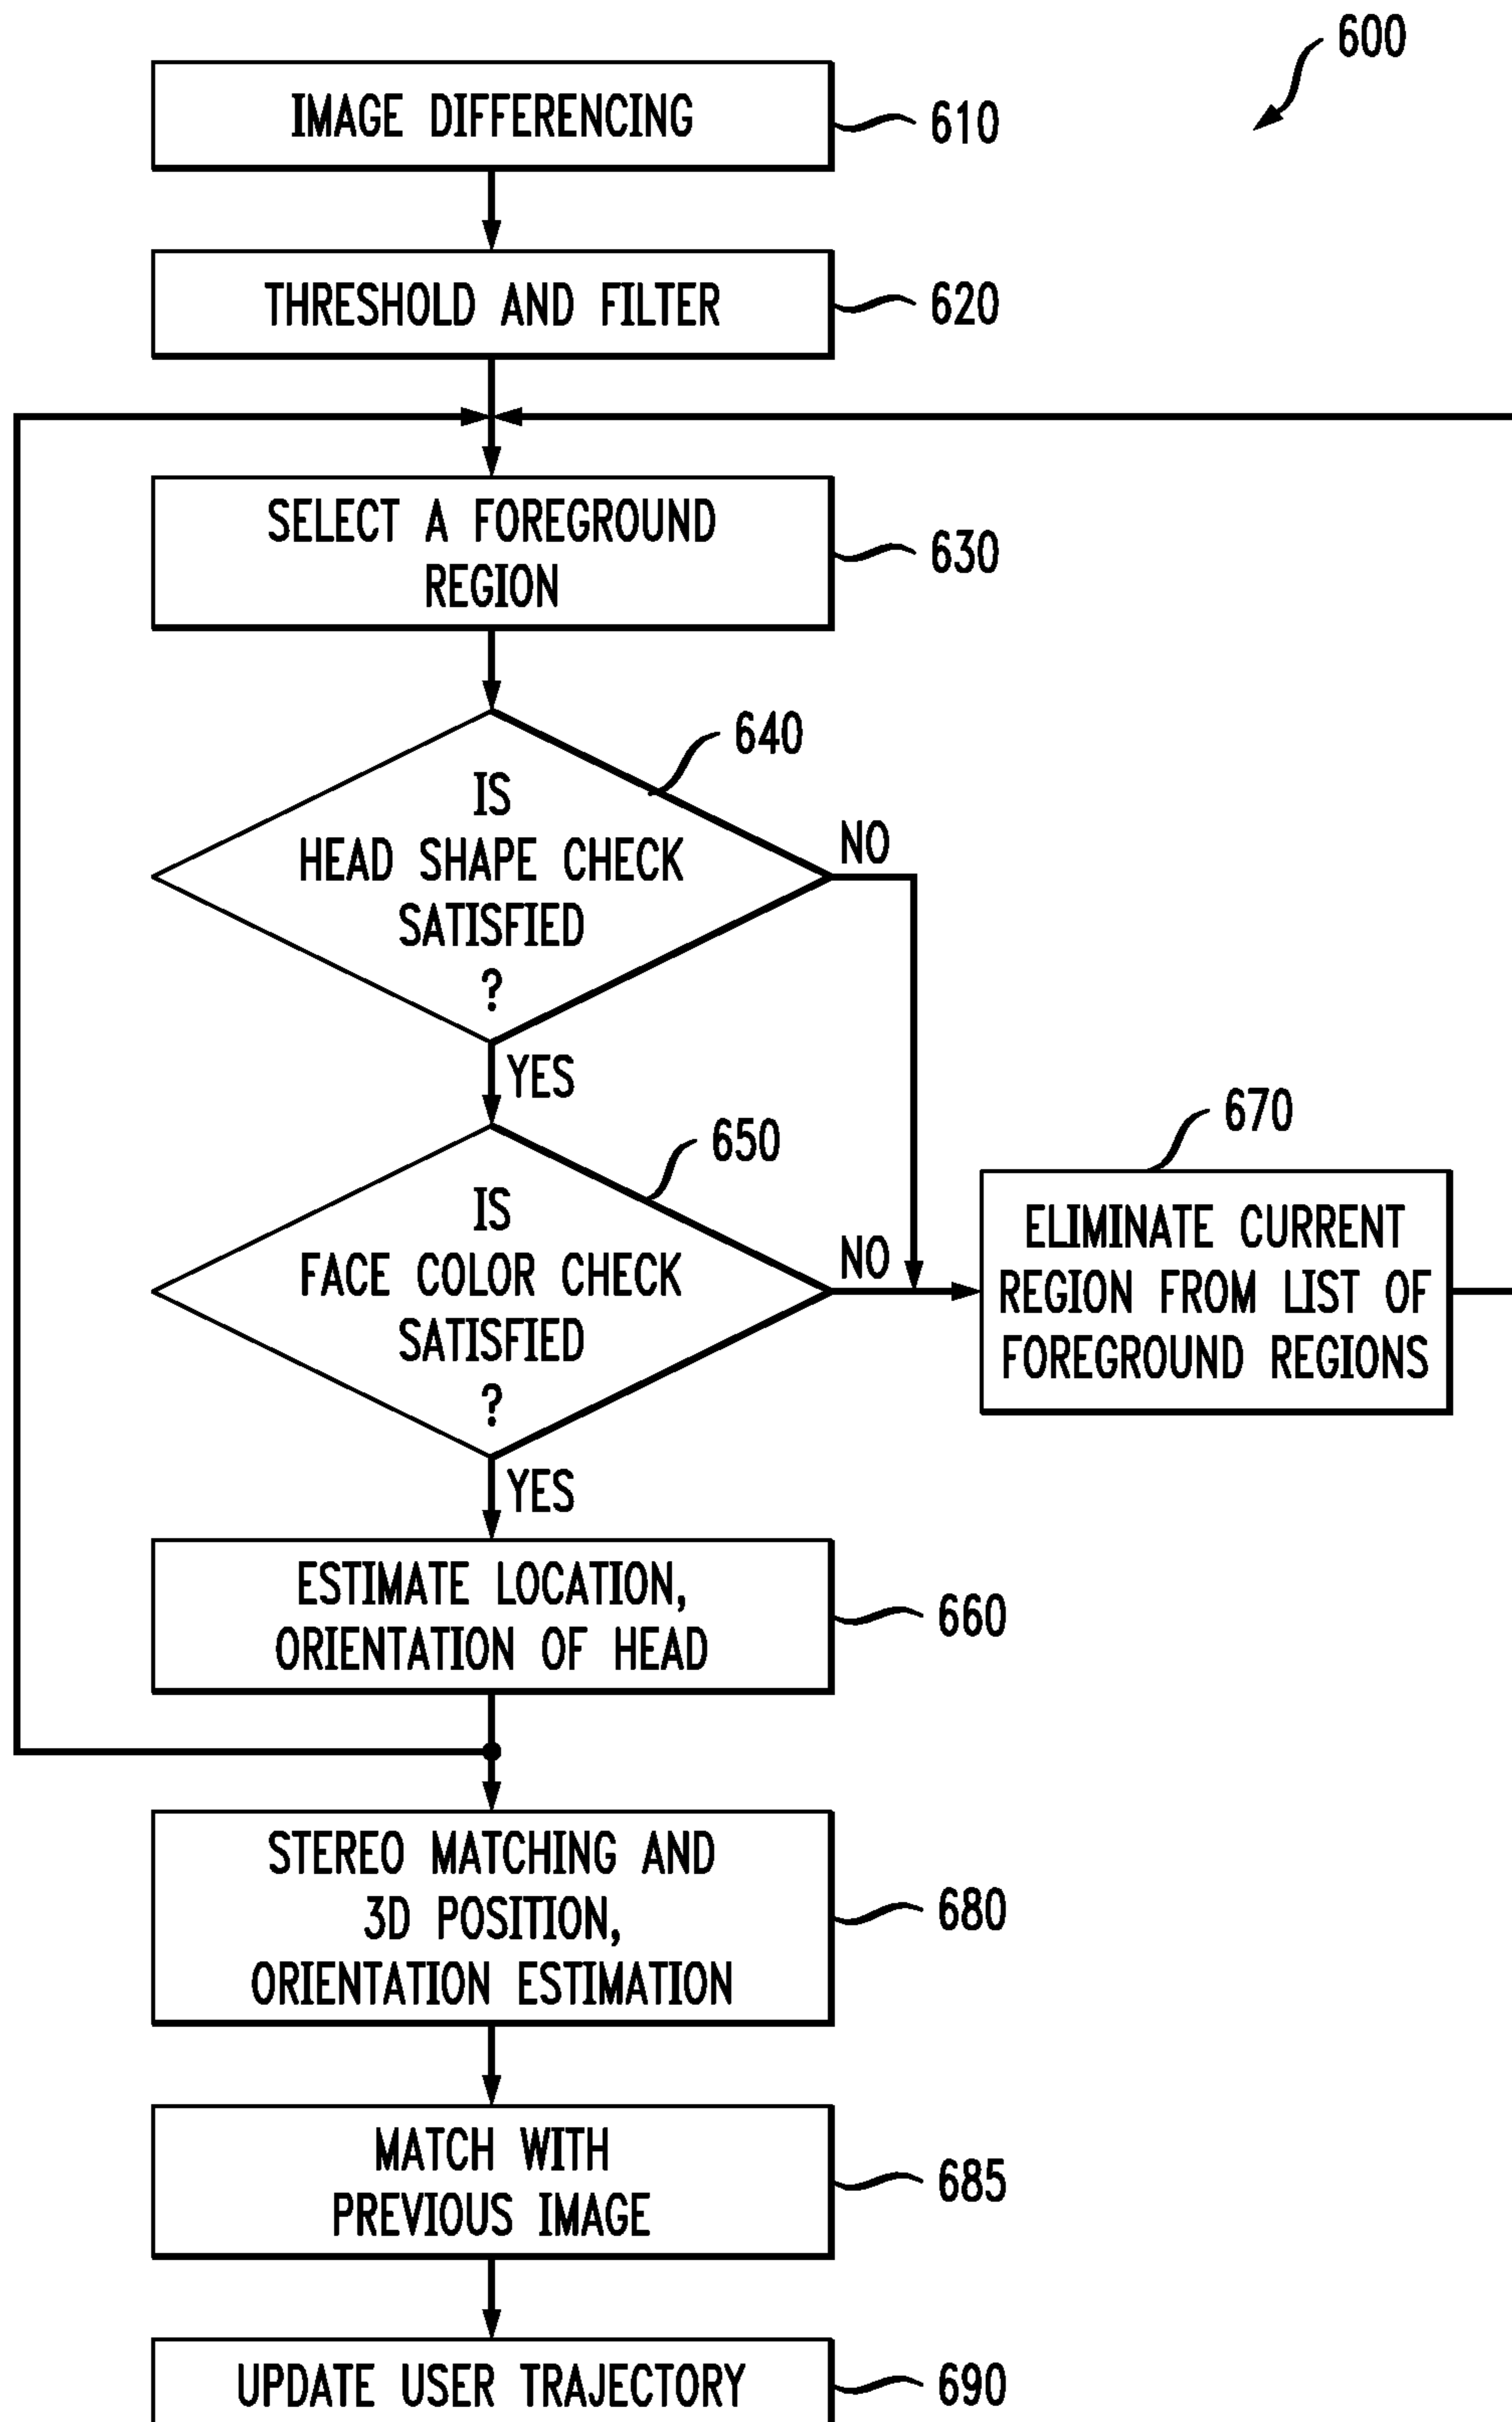 600
IMAGE DIFFERENCING
610
THRESHOLD AND FILTER
620
SELECT A FOREGROUND
REGION
630
640
IS
HEAD SHAPE CHECK
SATISFIED
?
NO
YES
650
670
IS
FACE COLOR CHECK
SATISFIED
?
NO
ELIMINATE CURRENT
REGION FROM LIST OF
FOREGROUND REGIONS
YES
ESTIMATE LOCATION,
ORIENTATION OF HEAD
660
STEREO MATCHING AND
3D POSITION,
ORIENTATION ESTIMATION
680
MATCH WITH
PREVIOUS IMAGE
685
UPDATE USER TRAJECTORY
690